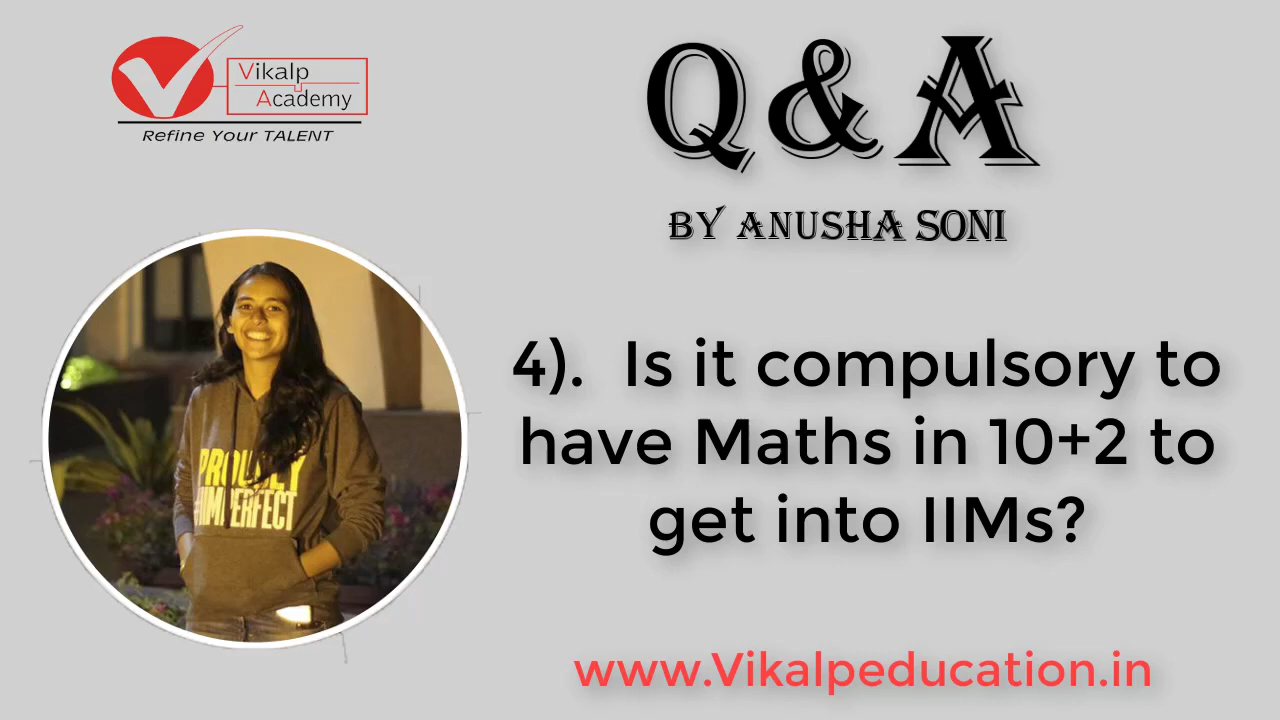 Vikalp
Academy
Refine Your TALENT
Q & A
BY ANUSHA SONI
PROUDLY
#IIMPERFECT
4). Is it compulsory to
have Maths in 10+2 to
get into IIMs?
www.Vikalpeducation.in